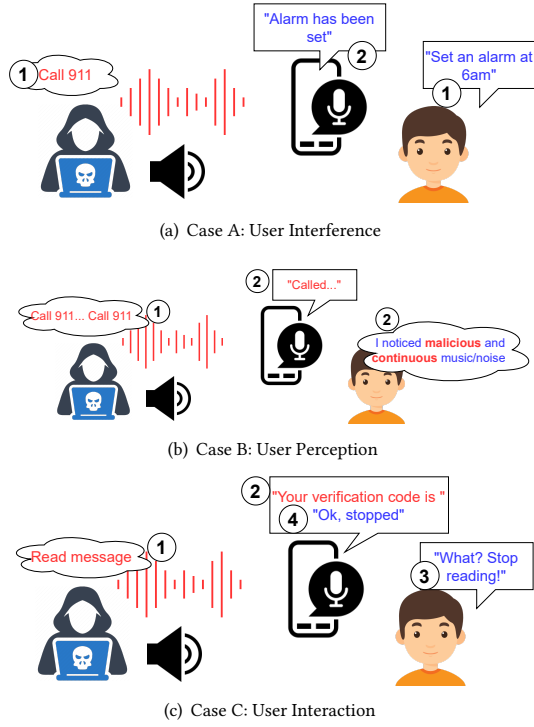 "Alarm has been
set"
2
1
Call 911
"Set an alarm at
6am"
1
(a) Case A: User Interference
2
"Called..."
Call 911... Call 911
1
2
I noticed malicious and
continuous music/noise
(b) Case B: User Perception
2
"Your verification code is "
4
"Ok, stopped"
Read message
1
"What? Stop
reading!"
3
(c) Case C: User Interaction